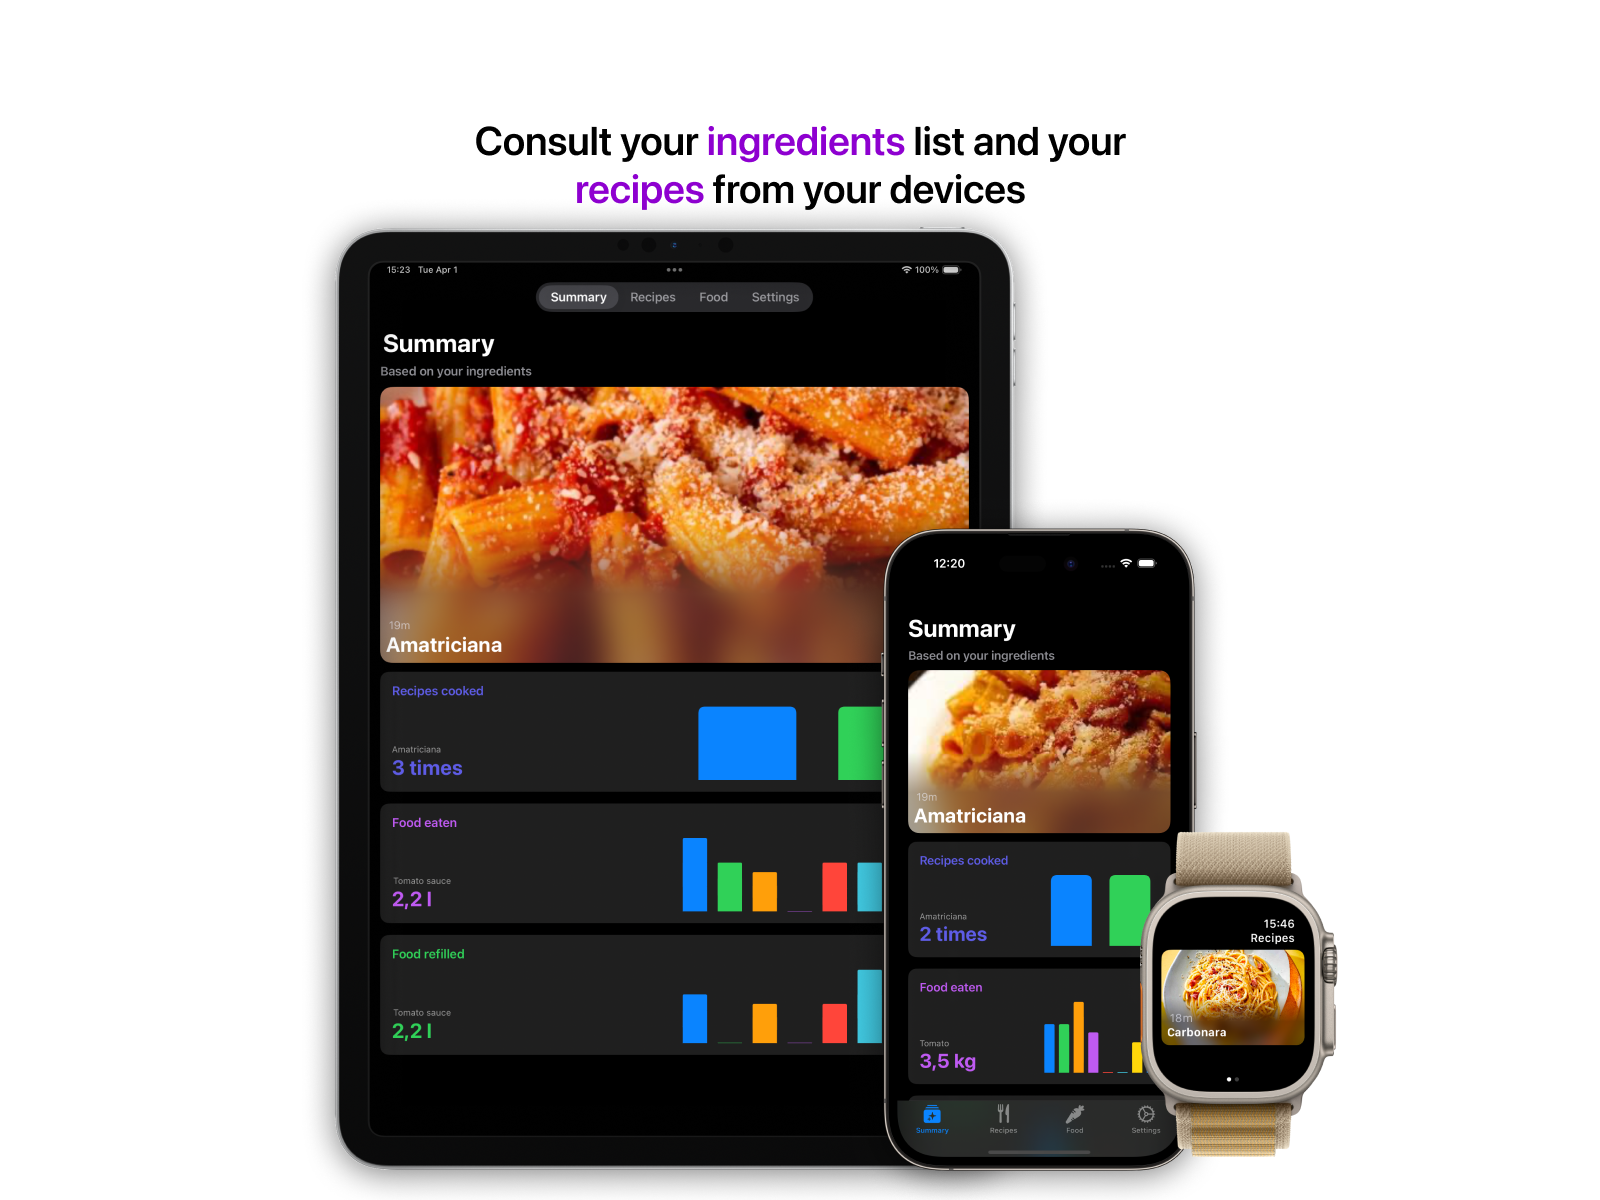 Consult your ingredients list and your
recipes from your devices
15:23 Tue Apr 1
100%
Summary Recipes Food Settings
Summary
Based on your ingredients
19m
Amatriciana
Recipes cooked
Amatriciana
3 times
Food eaten
Tomato sauce
2,2 l
Food refilled
Tomato sauce
2,2 l
12:20
Summary
Based on your ingredients
19m
Amatriciana
Recipes cooked
Amatriciana
2 times
Food eaten
Tomato
3,5 kg
Summary Recipes Food Settings
15:46
Recipes
18m
Carbonara